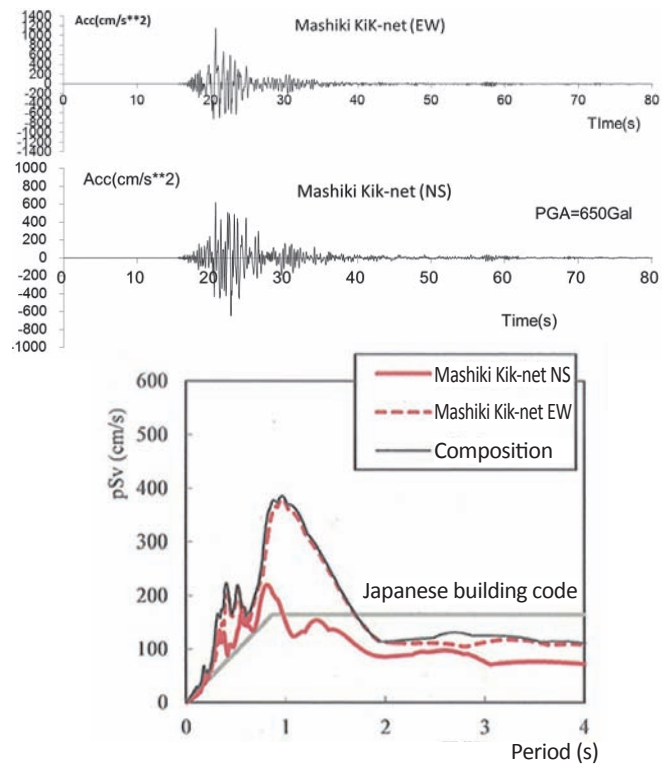 Acc(cm/s**2)
Mashiki KiK-net (EW)
1400
1200
1000
800
600
400
200
0
-200
-400
-600
-800
-1000
-1200
-1400
0 10 20 30 40 50 60 70 80
TIme(s)
Acc(cm/s**2)
Mashiki Kik-net (NS)
PGA=650Gal
1000
800
600
400
200
0
-200
-400
-600
-800
-1000
0 10 20 30 40 50 60 70 80
Time(s)
Mashiki Kik-net NS
Mashiki Kik-net EW
Composition
Japanese building code
pSv (cm/s)
600
500
400
300
200
100
0
0 1 2 3 4
Period (s)